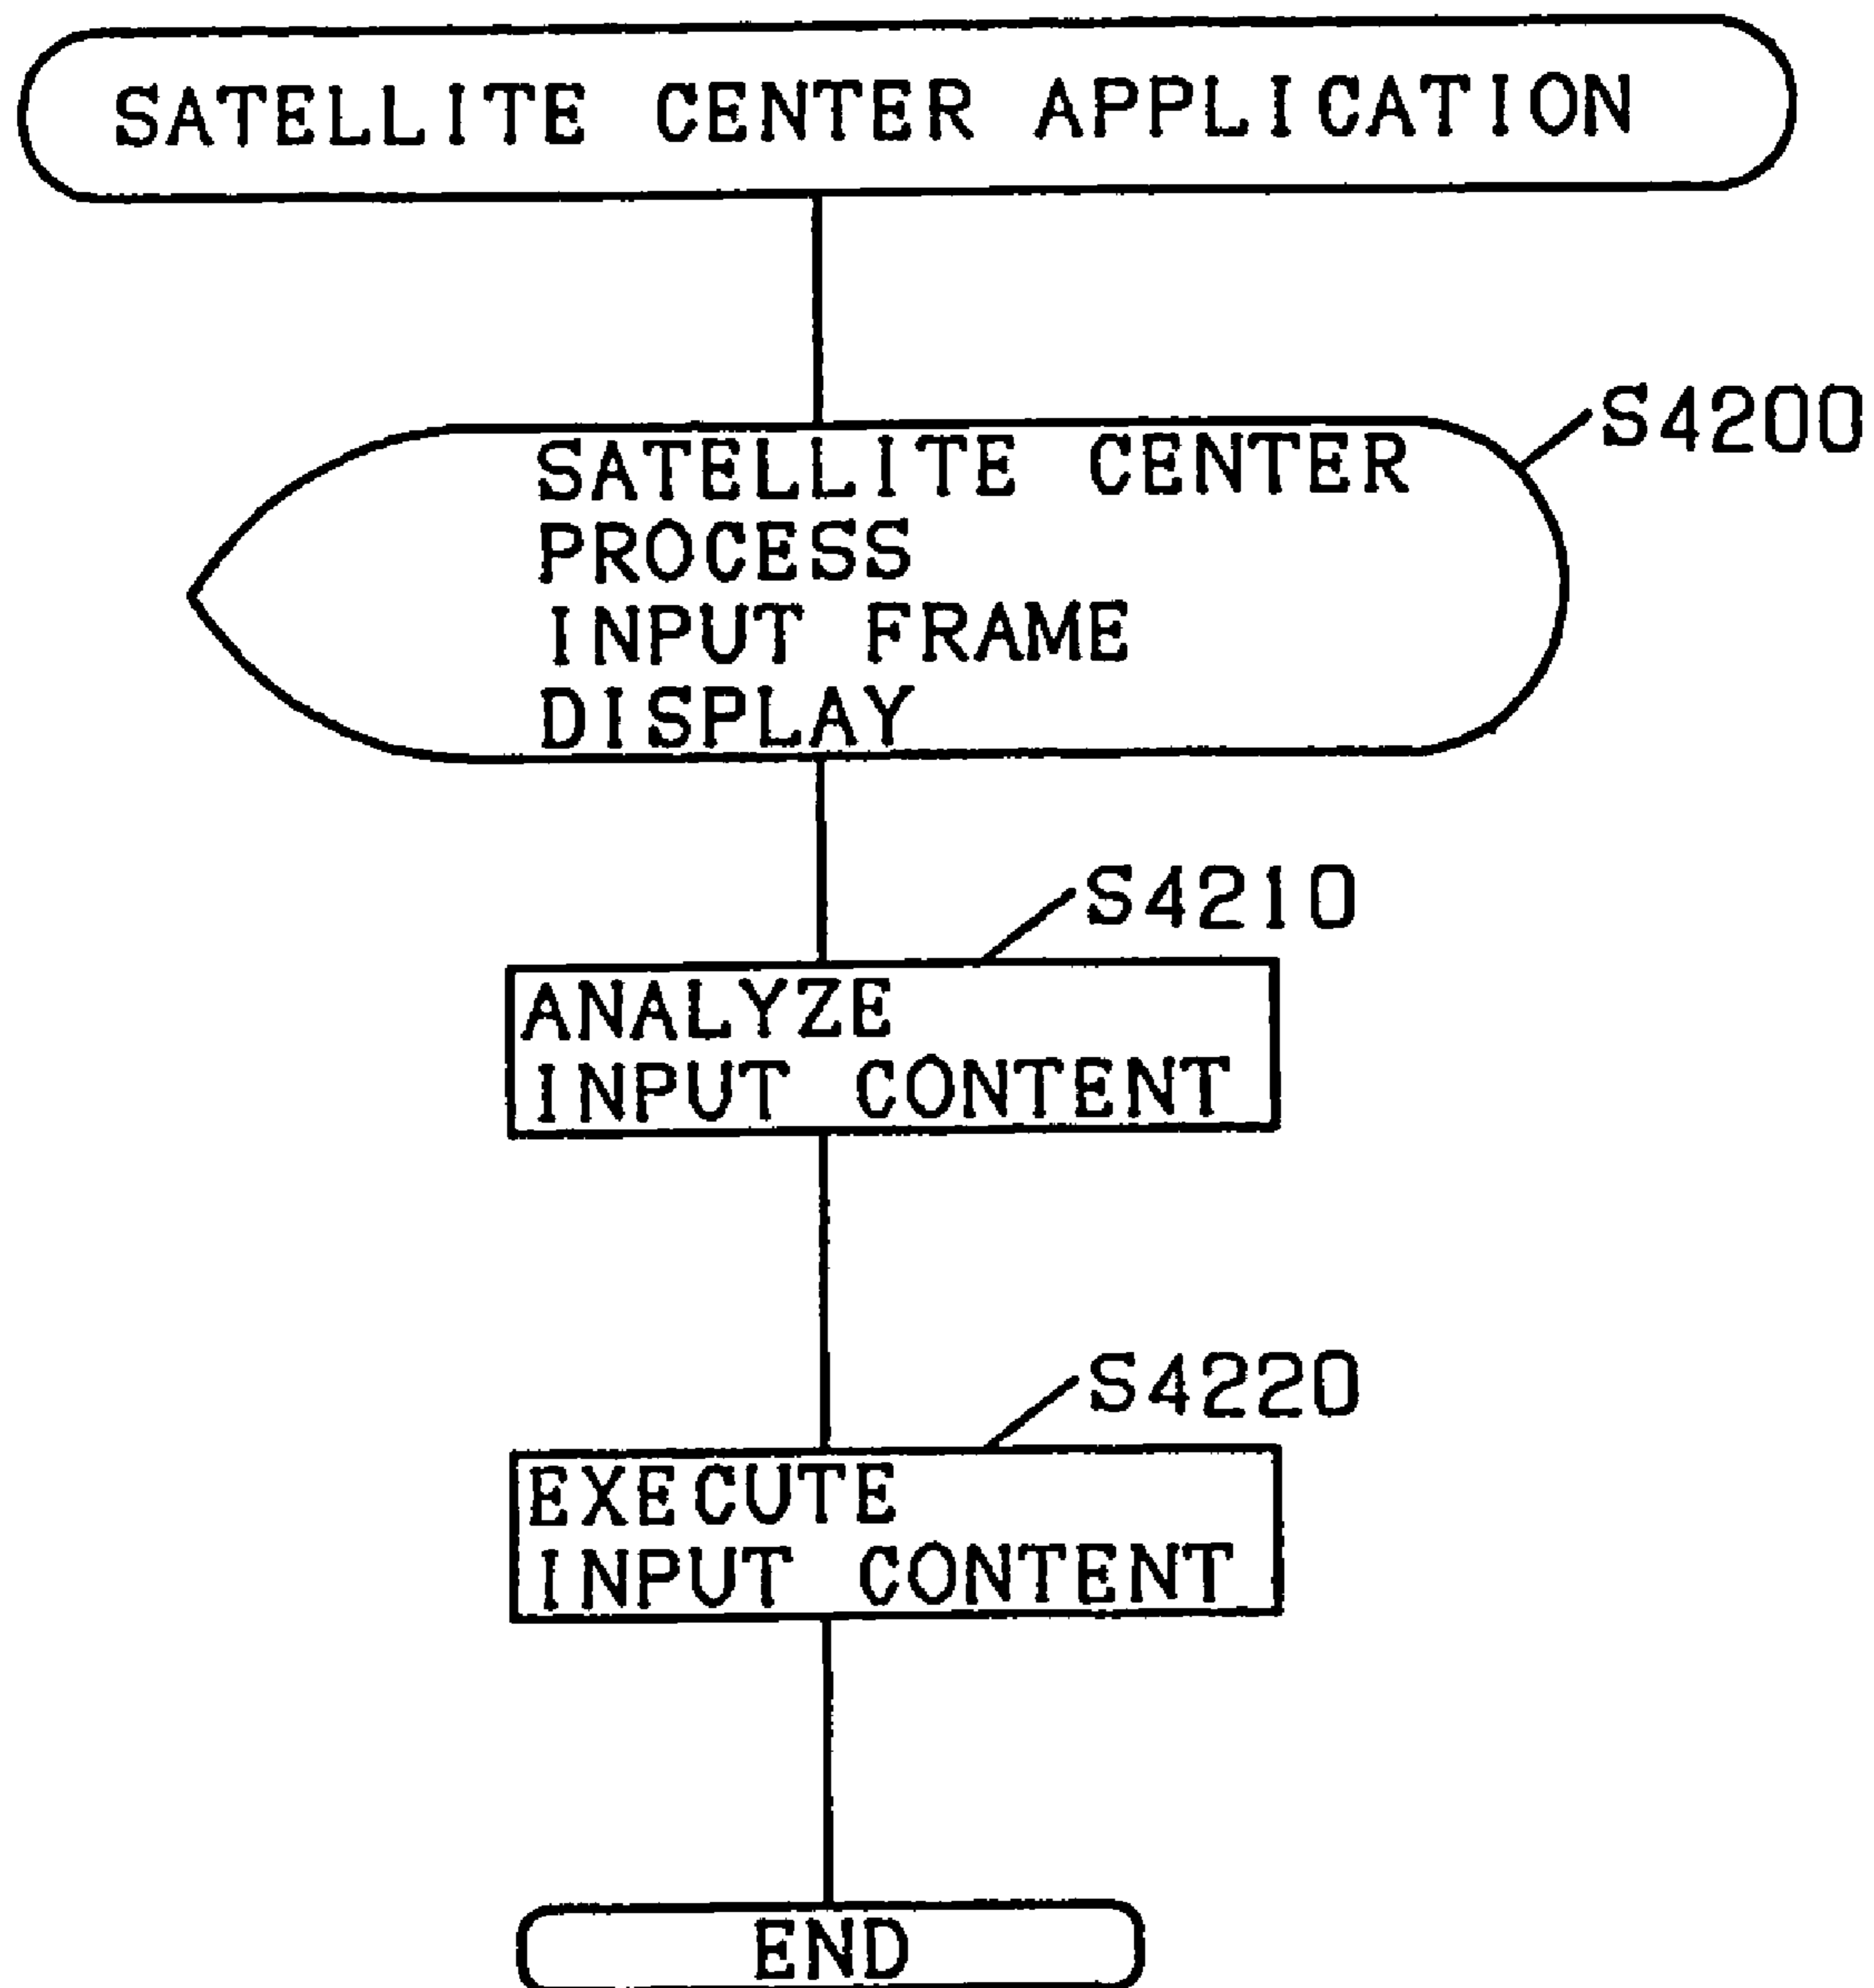 SATELLITE CENTER APPLICATION
S4200
SATELLITE CENTER
PROCESS
INPUT FRAME
DISPLAY
S4210
ANALYZE
INPUT CONTENT
S4220
EXECUTE
INPUT CONTENT
END